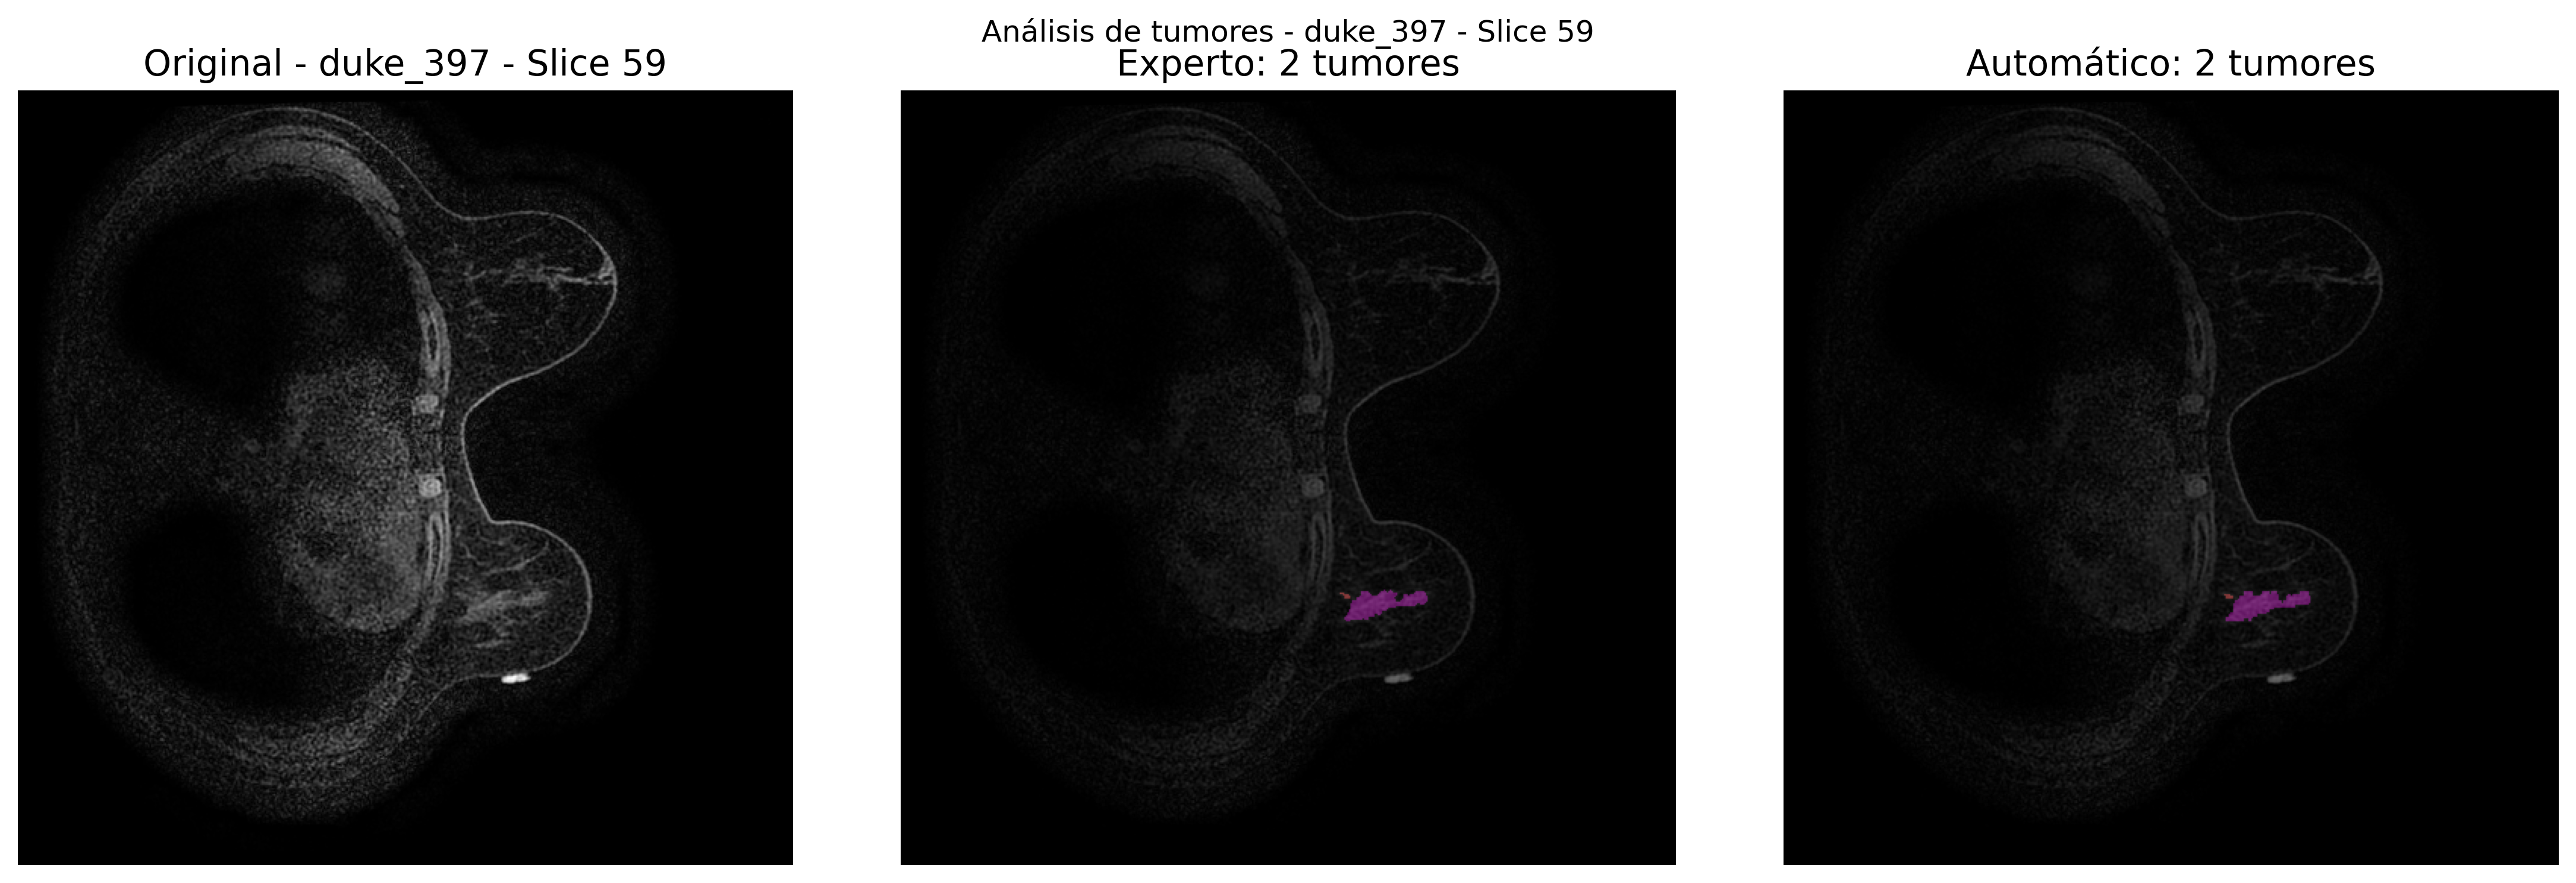 Análisis de tumores - duke_397 - Slice 59
Original - duke_397 - Slice 59
Experto: 2 tumores
Automático: 2 tumores